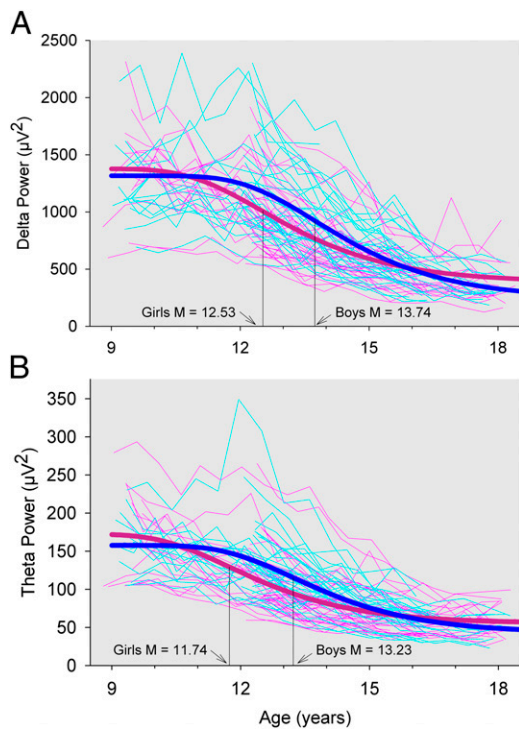 A
2500
2000
1500
1000
500
0
Delta Power (µV²)
Girls M = 12.53
Boys M = 13.74
9 12 15 18
B
350
300
250
200
150
100
50
0
Theta Power (µV²)
Girls M = 11.74
Boys M = 13.23
9 12 15 18
Age (years)